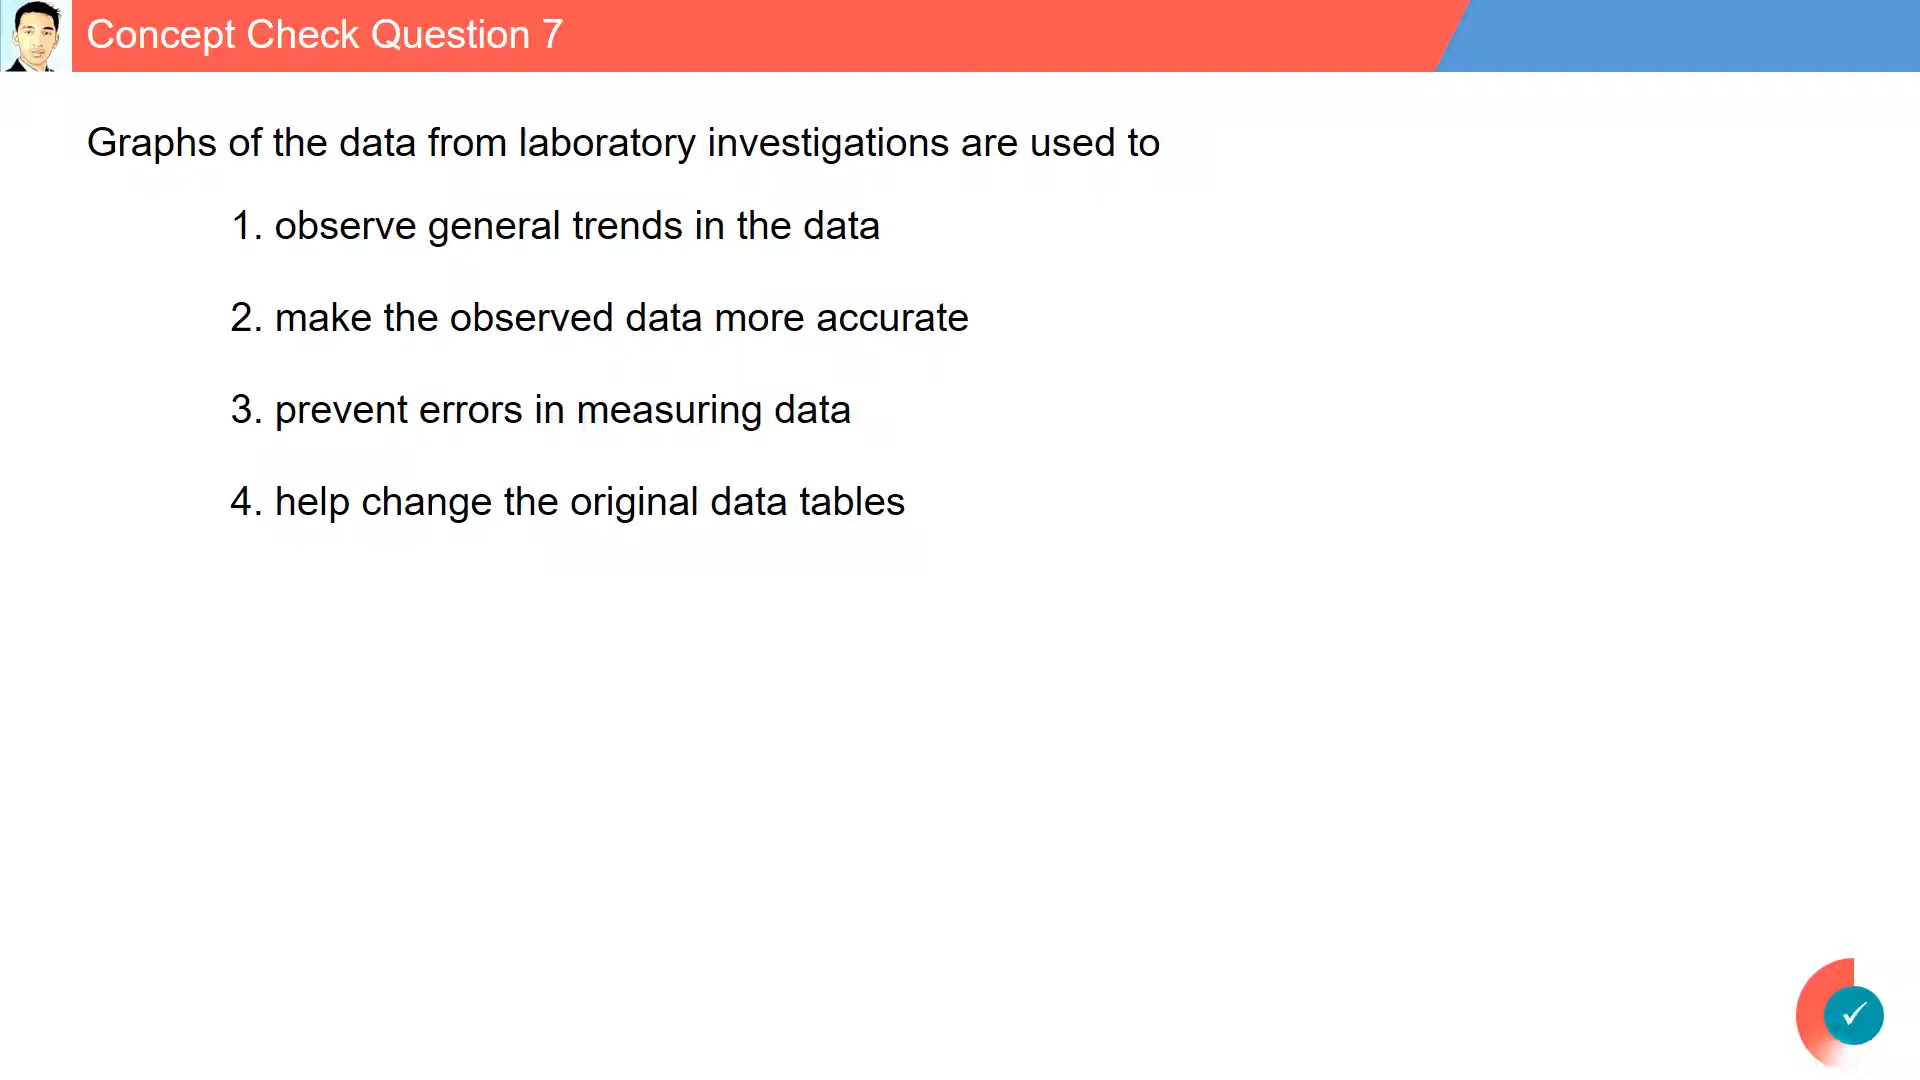 Concept Check Question 7
Graphs of the data from laboratory investigations are used to
1. observe general trends in the data
2. make the observed data more accurate
3. prevent errors in measuring data
4. help change the original data tables